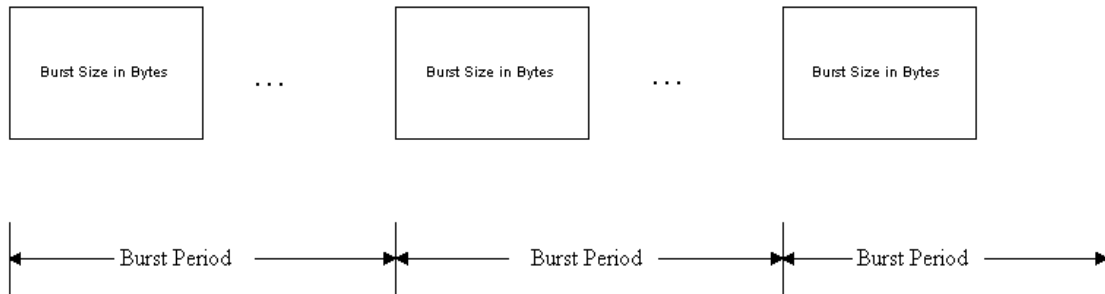 Burst Size in Bytes ... Burst Size in Bytes ... Burst Size in Bytes
Burst Period Burst Period Burst Period